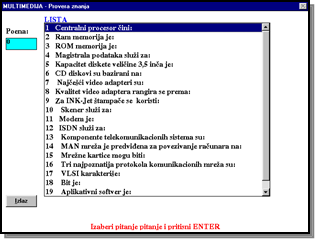 MULTIMEDIJA - Provera znanja
LISTA
Poena:
0
1 Centralni procesor čini:
2 Ram memorija je:
3 ROM memorija je:
4 Magistrala podataka služi za:
5 Kapacitet diskete veličine 3,5 inča je:
6 CD diskovi su bazirani na:
7 Najčešći video adapteri su:
8 Kvalitet video adaptera rangira se prema:
9 Za INK-Jet štampače se koristi:
10 Skener služi za:
11 Modem je:
12 ISDN služi za:
13 Komponente telekomunikacionih sistema su:
14 MAN mreža je predviđena za povezivanje računara na:
15 Mrežne kartice mogu biti:
16 Tri najpoznatija protokola komunikacionih mreža su:
17 VLSI karakteriše:
18 Bit je:
19 Aplikativni softver je:
Izlaz
Izaberi pitanje pitanje i pritisni ENTER